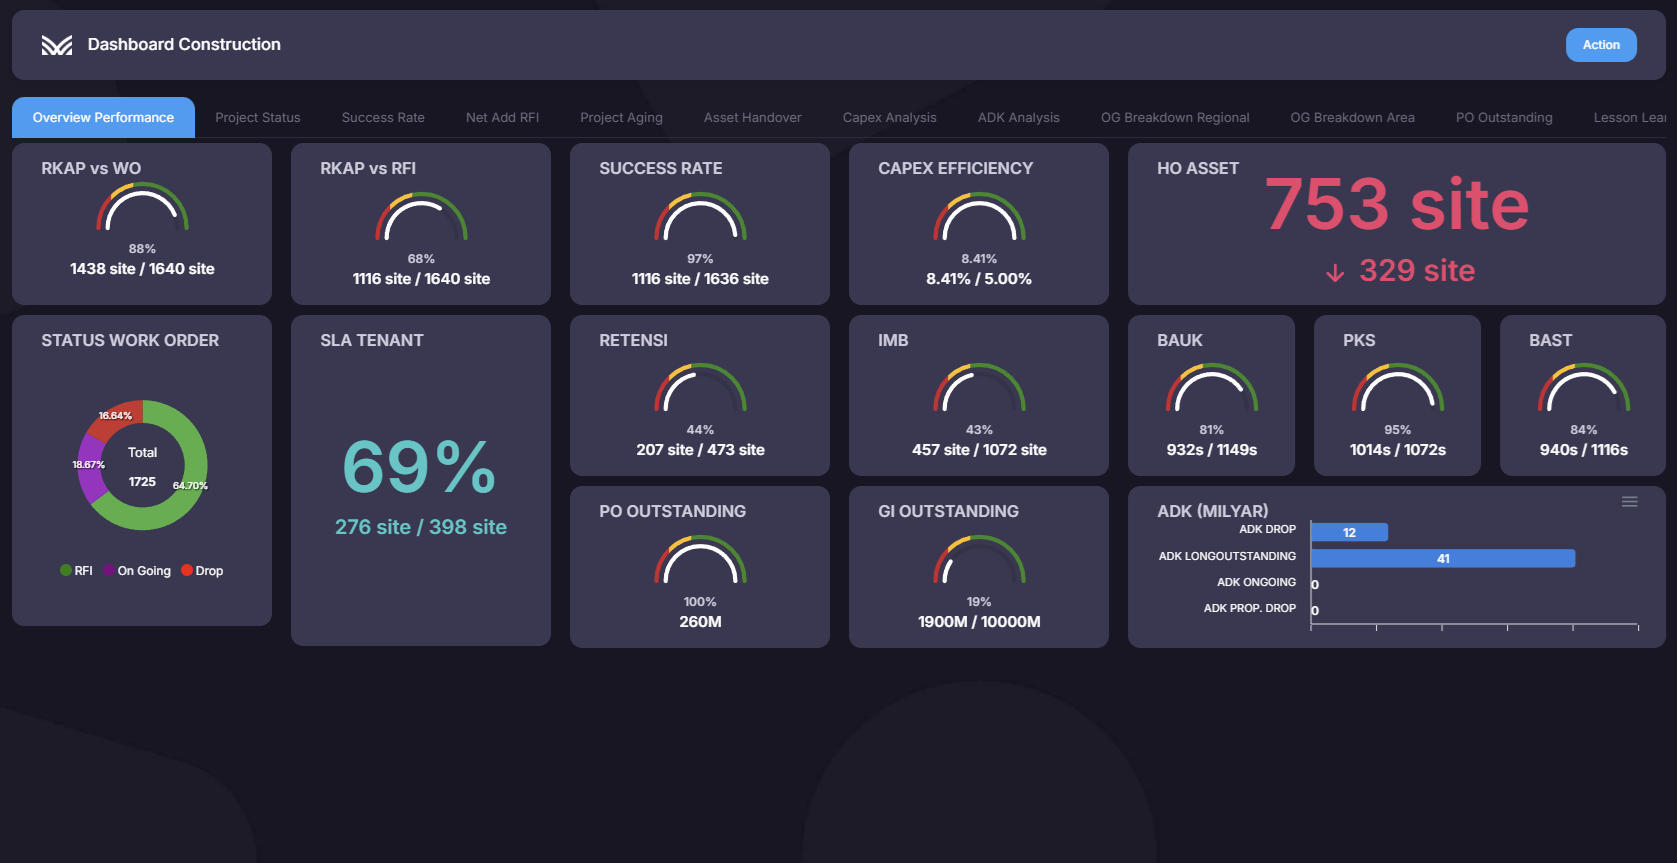 Dashboard Construction
Action
Overview Performance
Project Status
Success Rate
Net Add RFI
Project Aging
Asset Handover
Capex Analysis
ADK Analysis
OG Breakdown Regional
OG Breakdown Area
PO Outstanding
Lesson Lear
RKAP vs WO
88%
1438 site / 1640 site
RKAP vs RFI
68%
1116 site / 1640 site
SUCCESS RATE
97%
1116 site / 1636 site
CAPEX EFFICIENCY
8.41%
8.41% / 5.00%
HO ASSET
753 site
↓ 329 site
STATUS WORK ORDER
16.64%
18.67%
64.70%
Total
1725
RFI
On Going
Drop
SLA TENANT
69%
276 site / 398 site
RETENSI
44%
207 site / 473 site
IMB
43%
457 site / 1072 site
BAUK
81%
932s / 1149s
PKS
95%
1014s / 1072s
BAST
84%
940s / 1116s
PO OUTSTANDING
100%
260M
GI OUTSTANDING
19%
1900M / 10000M
ADK (MILYAR)
ADK DROP 12
ADK LONGOUTSTANDING 41
ADK ONGOING 0
ADK PROP. DROP 0